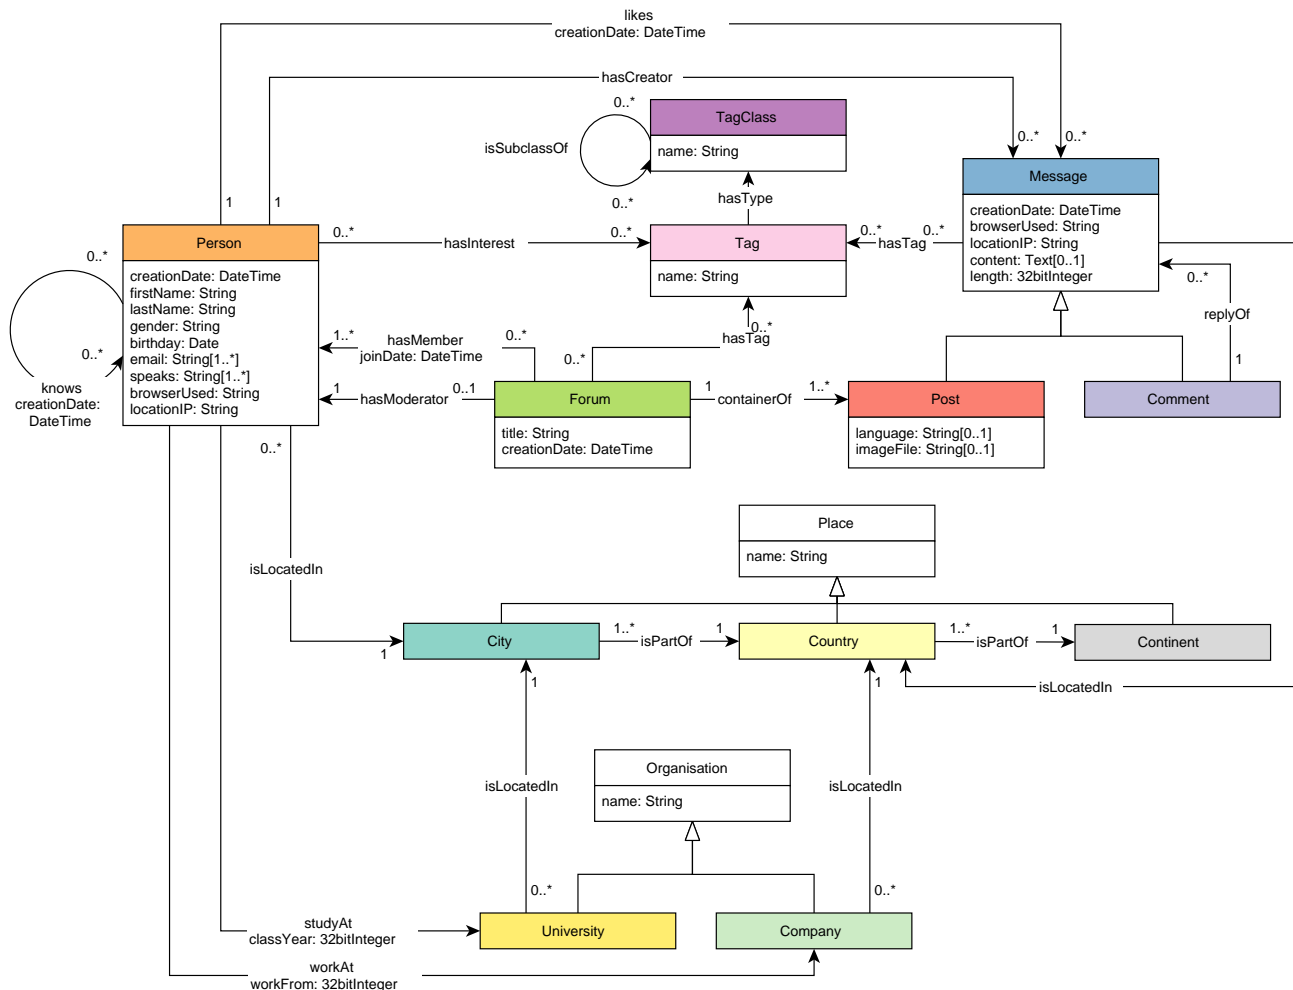 likes
creationDate: DateTime
hasCreator
0..*
TagClass
name: String
isSubclassOf
0..*
0..*
0..*
Message
creationDate: DateTime
browserUsed: String
locationIP: String
content: Text[0..1]
length: 32bitInteger
hasType
1
1
Person
creationDate: DateTime
firstName: String
lastName: String
gender: String
birthday: Date
email: String[1..*]
speaks: String[1..*]
browserUsed: String
locationIP: String
0..*
hasInterest
0..*
Tag
name: String
0..*
hasTag
0..*
0..*
0..*
knows
creationDate:
DateTime
0..*
replyOf
1
1..*
hasMember
joinDate: DateTime
0..*
0..*
hasTag
0..*
1
hasModerator
0..1
Forum
title: String
creationDate: DateTime
1
containerOf
1..*
Post
language: String[0..1]
imageFile: String[0..1]
Comment
0..*
isLocatedIn
1
Place
name: String
City
1..*
isPartOf
1
Country
1..*
isPartOf
1
Continent
1
1
isLocatedIn
Organisation
name: String
isLocatedIn
isLocatedIn
0..*
0..*
studyAt
classYear: 32bitInteger
University
Company
workAt
workFrom: 32bitInteger